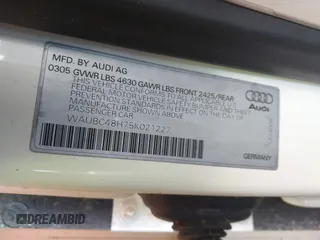 MFD. BY AUDI AG
0305 GVWR LBS 4630 GAWR LBS FRONT 2425/REAR
THIS VEHICLE CONFORMS TO ALL APPLICABLE
FEDERAL MOTOR VEHICLE SAFETY BUMPER AND THEFT
PREVENTION STANDARDS IN EFFECT ON THE DATE OF
MANUFACTURE SHOWN ABOVE
PASSENGER CAR
WAUBC48H75K021227
Audi
GERMANY
DREAMBID